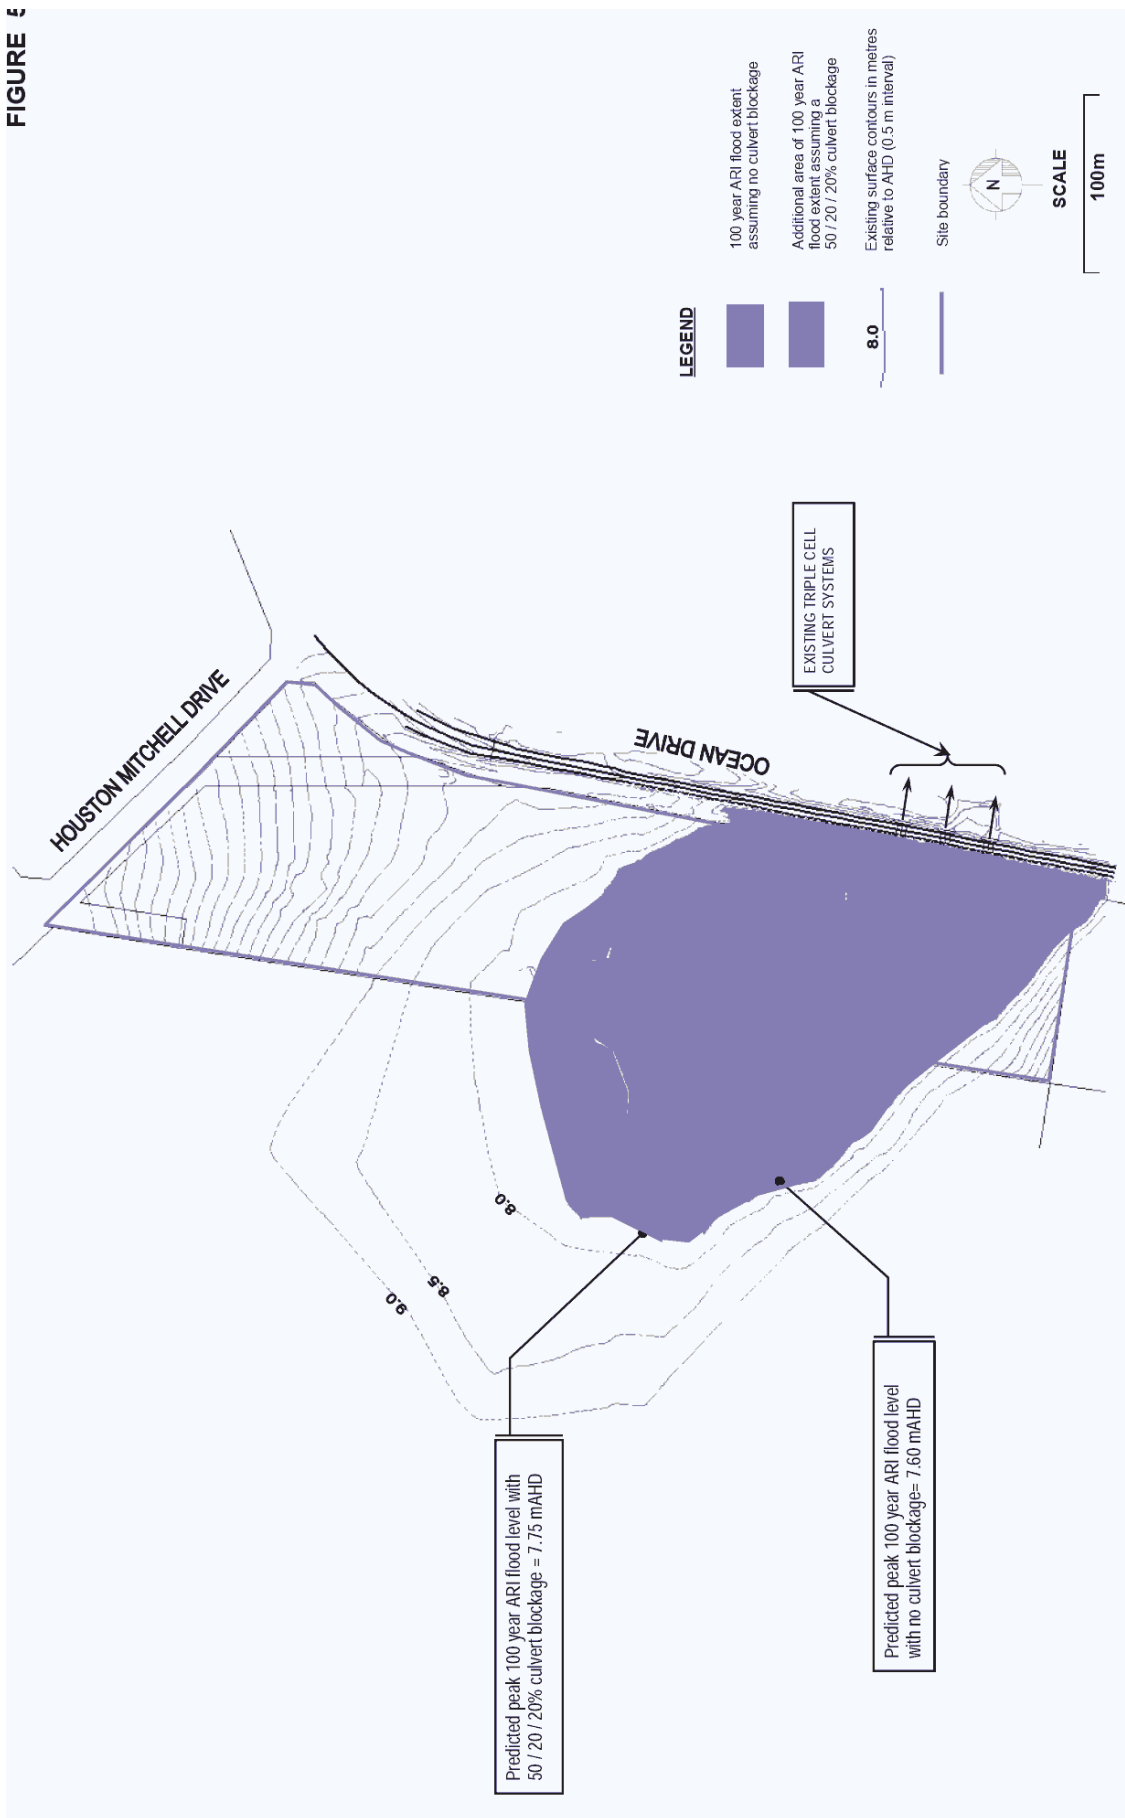 FIGURE 5
HOUSTON MITCHELL DRIVE
OCEAN DRIVE
EXISTING TRIPLE CELL
CULVERT SYSTEMS
8.0
8.5
9.0
Predicted peak 100 year ARI flood level with
50 / 20 / 20% culvert blockage = 7.75 mAHD
Predicted peak 100 year ARI flood level
with no culvert blockage= 7.60 mAHD
LEGEND
100 year ARI flood extent
assuming no culvert blockage
Additional area of 100 year ARI
flood extent assuming a
50 / 20 / 20% culvert blockage
8.0
Existing surface contours in metres
relative to AHD (0.5 m interval)
Site boundary
N
SCALE
100m